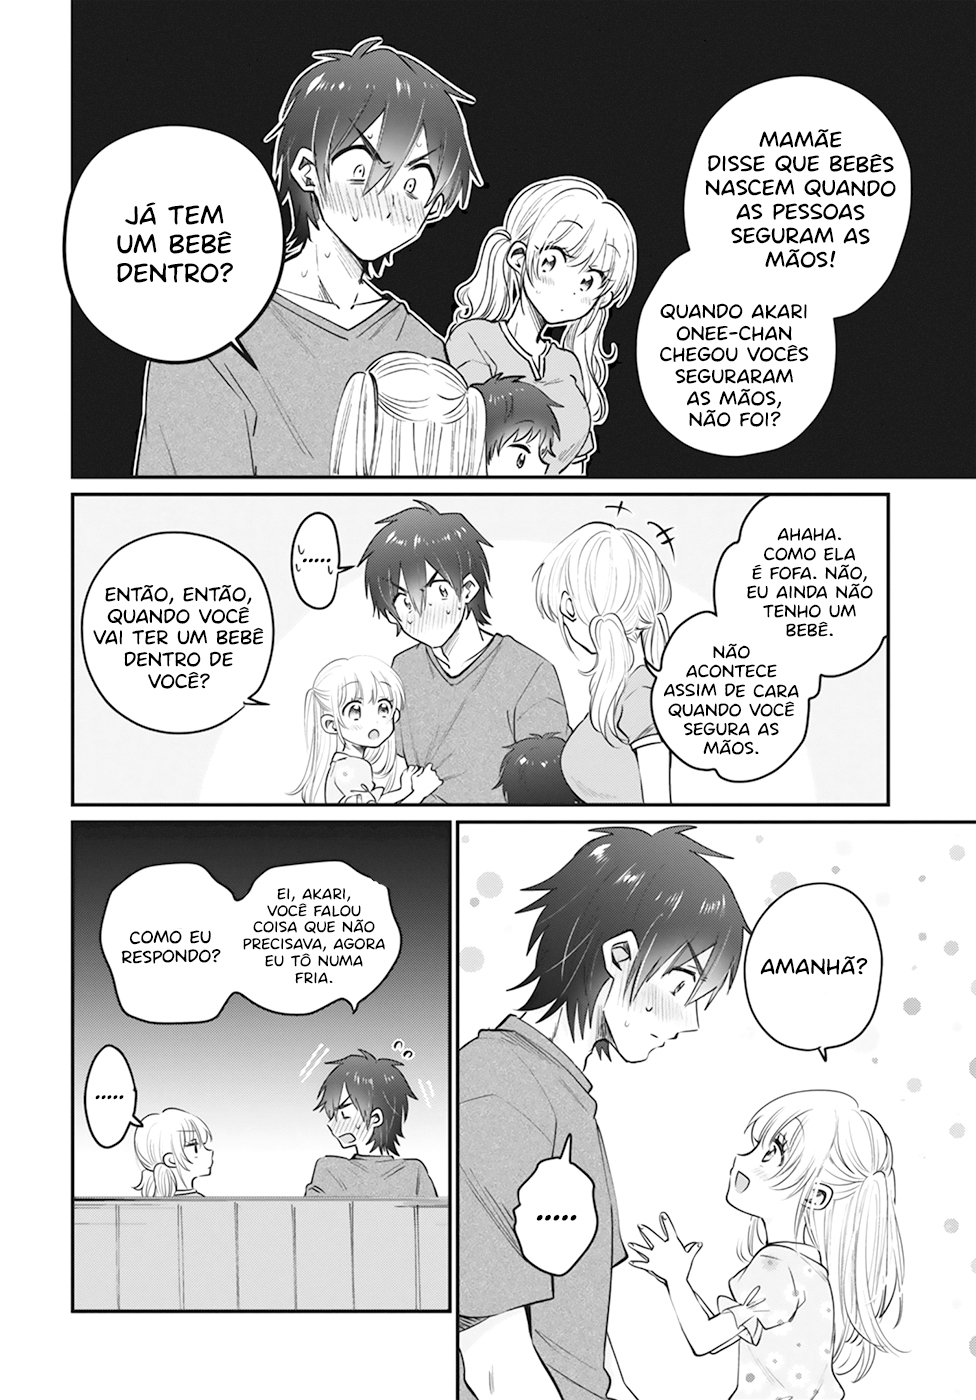 MAMÃE
DISSE QUE BEBÊS
NASCEM QUANDO
AS PESSOAS
SEGURAM AS
MÃOS!
QUANDO AKARI
ONEE-CHAN
CHEGOU VOCÊS
SEGURARAM
AS MÃOS,
NÃO FOI?
JÁ TEM
UM BEBÊ
DENTRO?
AHAHA.
COMO ELA
É FOFA. NÃO,
EU AINDA NÃO
TENHO UM
BEBÊ.
NÃO
ACONTECE
ASSIM DE CARA
QUANDO VOCÊ
SEGURA AS
MÃOS.
.....
ENTÃO, ENTÃO,
QUANDO VOCÊ
VAI TER UM BEBÊ
DENTRO DE
VOCÊ?
AMANHÃ?
.....
EI, AKARI,
VOCÊ FALOU
COISA QUE NÃO
PRECISAVA, AGORA
EU TÔ NUMA
FRIA.
COMO EU
RESPONDO?
.....